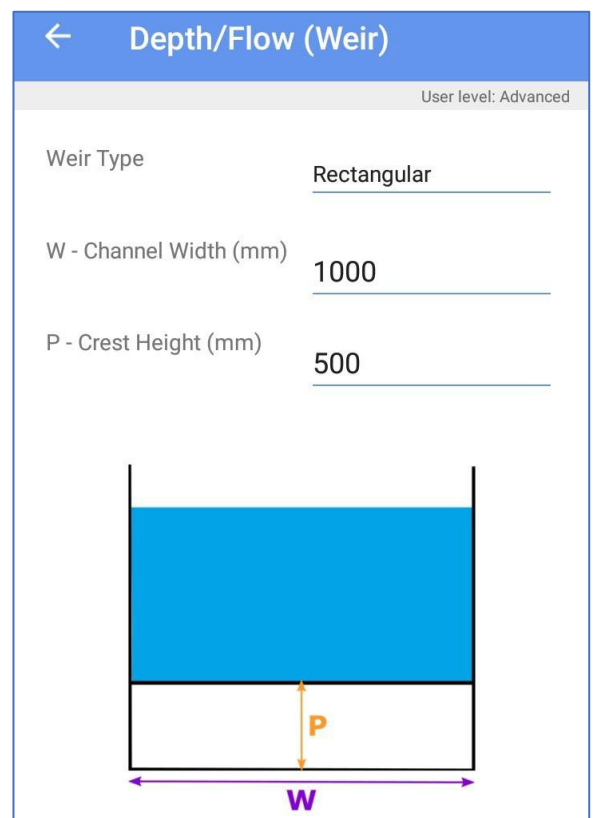 Depth/Flow (Weir)
User level: Advanced
Weir Type
Rectangular
W - Channel Width (mm)
1000
P - Crest Height (mm)
500
P
W